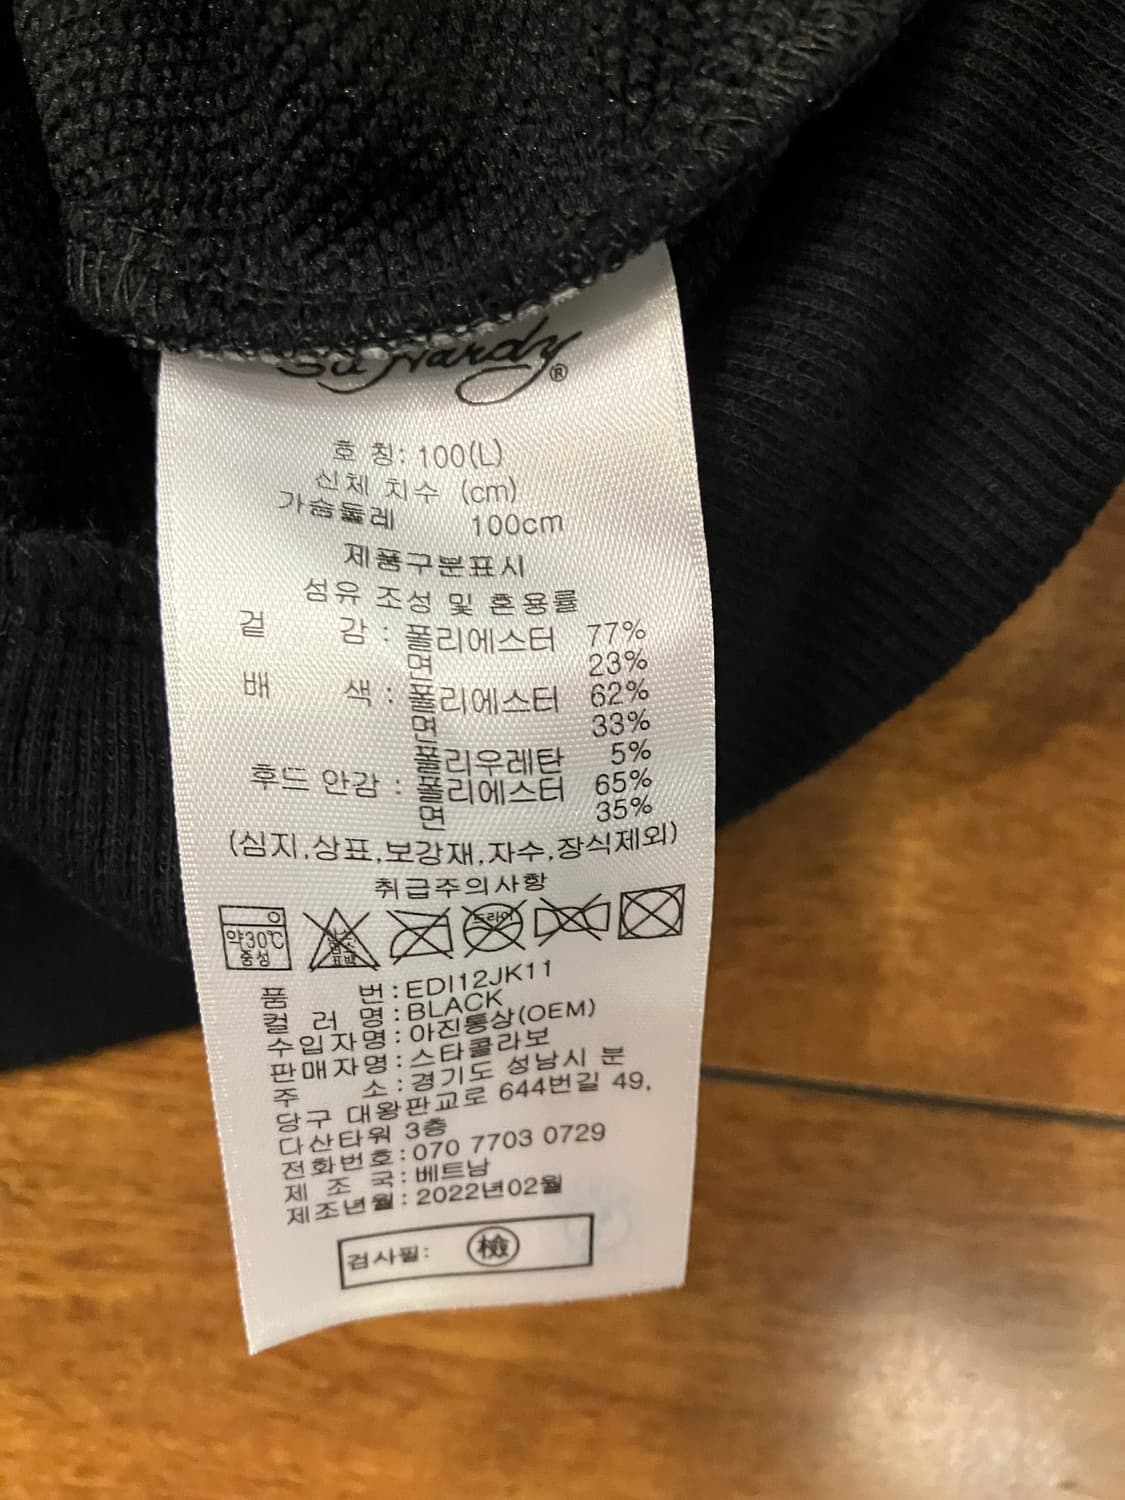 Hardy®
호 칭: 100(L)
신체 치수 (cm)
가슴둘레 100cm
제품구분표시
섬유 조성 및 혼용률
겉 감: 폴리에스터 77%
면 23%
배 색: 폴리에스터 62%
면 33%
폴리우레탄 5%
후드 안감: 폴리에스터 65%
면 35%
(심지,상표,보강재,자수,장식제외)
취급주의사항
약30℃
중성
염소
표백
드라이
품 번:EDI12JK11
컬 러 명:BLACK
수입자명:아진통상(OEM)
판매자명:스타콜라보
주 소:경기도 성남시 분
당구 대왕판교로 644번길 49,
다산타워 3층
전화번호:070 7703 0729
제 조 국:베트남
제조년월:2022년02월
검사필: 檢